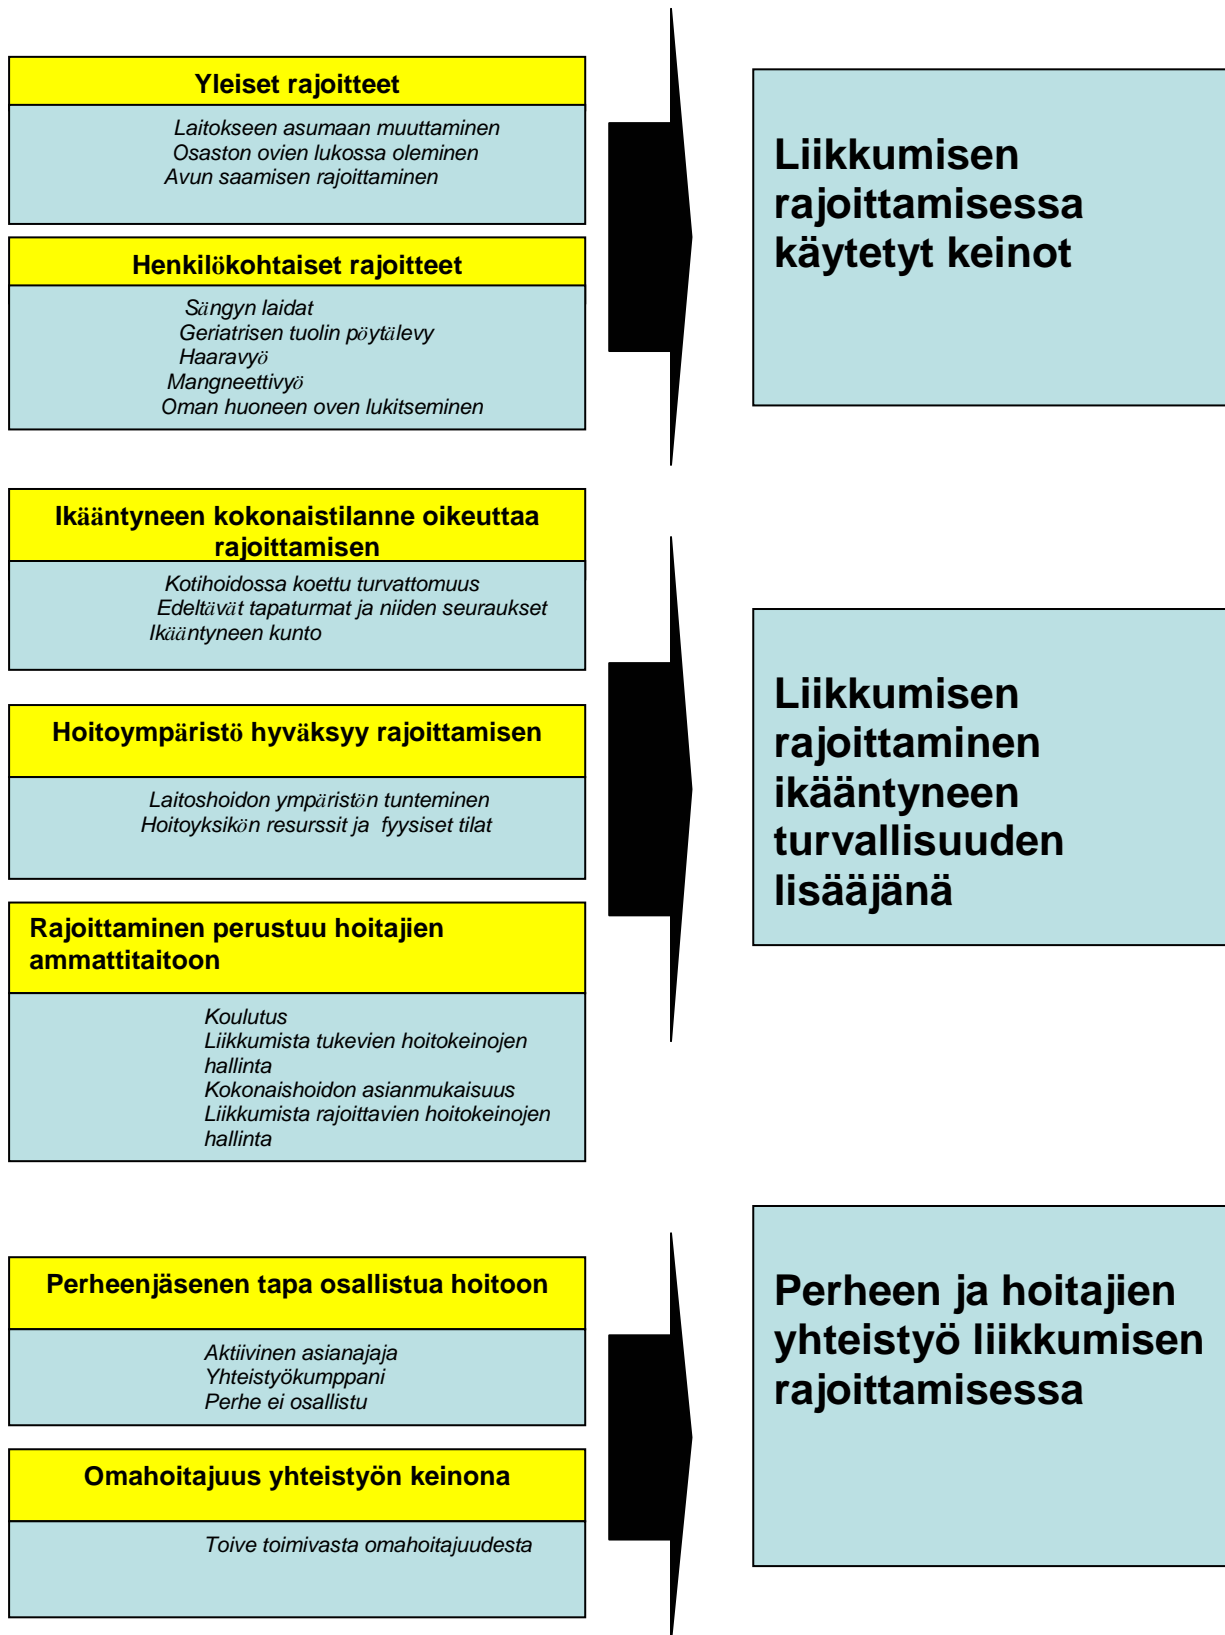 Yleiset rajoitteet
Laitokseen asumaan muuttaminen
Osaston ovien lukossa oleminen
Avun saamisen rajoittaminen
Henkilökohtaiset rajoitteet
Sängyn laidat
Geriatrisen tuolin pöytälevy
Haaravyö
Mangneettivyö
Oman huoneen oven lukitseminen
Liikkumisen
rajoittamisessa
käytetyt keinot
Ikääntyneen kokonaistilanne oikeuttaa
rajoittamisen
Kotihoidossa koettu turvattomuus
Edeltävät tapaturmat ja niiden seuraukset
Ikääntyneen kunto
Hoitoympäristö hyväksyy rajoittamisen
Laitoshoidon ympäristön tunteminen
Hoitoyksikön resurssit ja fyysiset tilat
Rajoittaminen perustuu hoitajien
ammattitaitoon
Koulutus
Liikkumista tukevien hoitokeinojen
hallinta
Kokonaishoidon asianmukaisuus
Liikkumista rajoittavien hoitokeinojen
hallinta
Liikkumisen
rajoittaminen
ikääntyneen
turvallisuuden
lisääjänä
Perheenjäsenen tapa osallistua hoitoon
Aktiivinen asianajaja
Yhteistyökumppani
Perhe ei osallistu
Omahoitajuus yhteistyön keinona
Toive toimivasta omahoitajuudesta
Perheen ja hoitajien
yhteistyö liikkumisen
rajoittamisessa